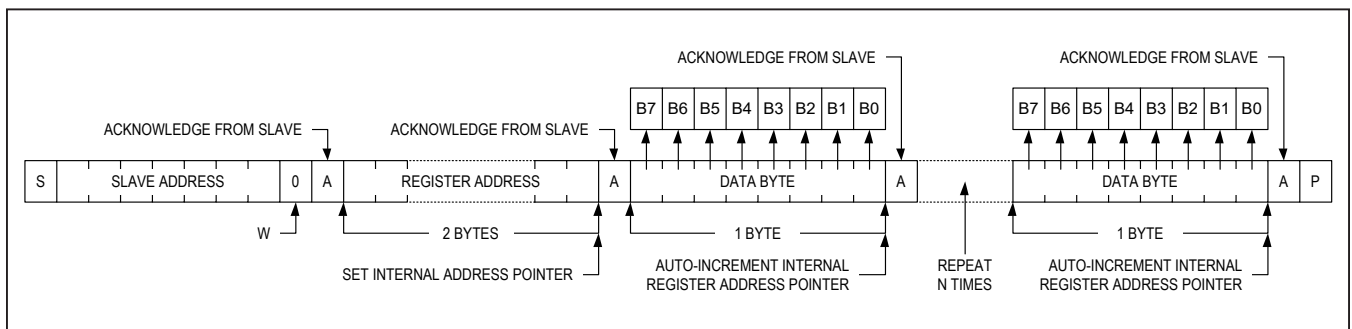 ACKNOWLEDGE FROM SLAVE
ACKNOWLEDGE FROM SLAVE
B7 B6 B5 B4 B3 B2 B1 B0
B7 B6 B5 B4 B3 B2 B1 B0
ACKNOWLEDGE FROM SLAVE
ACKNOWLEDGE FROM SLAVE
S SLAVE ADDRESS 0 A REGISTER ADDRESS A DATA BYTE A DATA BYTE A P
W
2 BYTES
1 BYTE
1 BYTE
SET INTERNAL ADDRESS POINTER
AUTO-INCREMENT INTERNAL
REGISTER ADDRESS POINTER
REPEAT
N TIMES
AUTO-INCREMENT INTERNAL
REGISTER ADDRESS POINTER